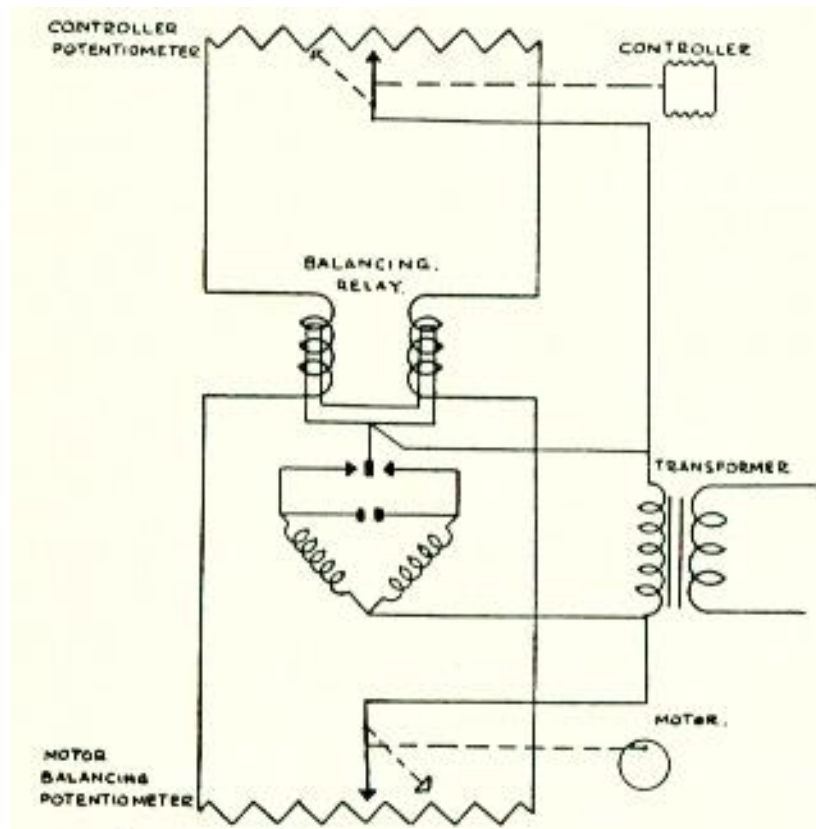 CONTROLLER
POTENTIOMETER
CONTROLLER
BALANCING.
RELAY.
TRANSFORMER
MOTOR.
MOTOR
BALANCING
POTENTIOMETER